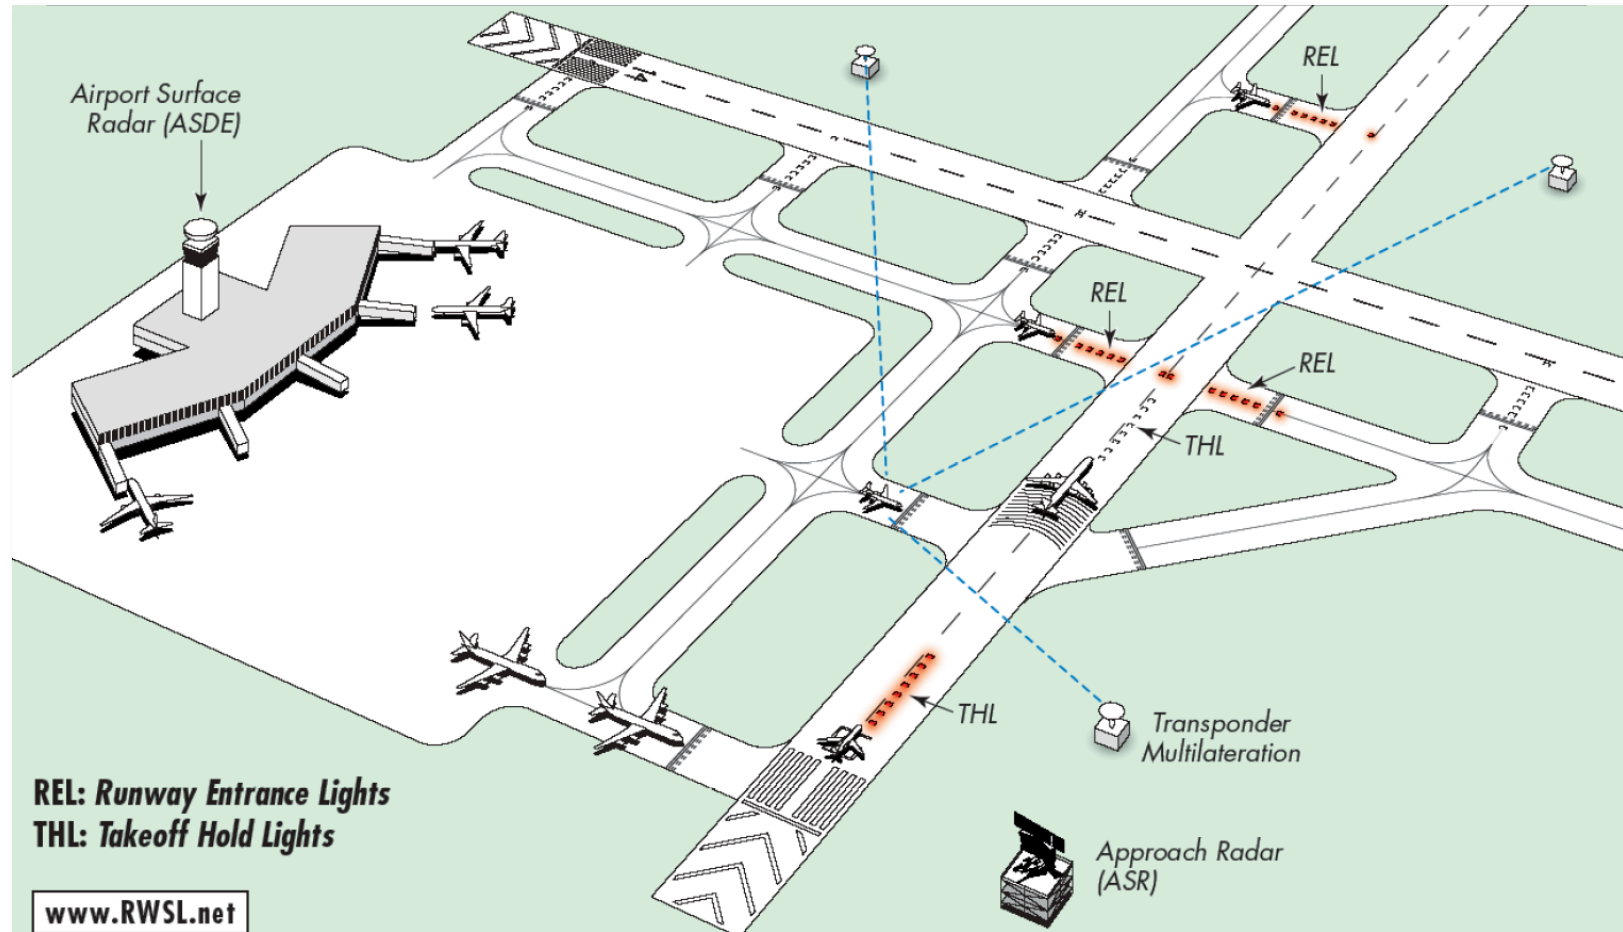 Airport Surface
Radar (ASDE)
REL
REL
REL
THL
THL
Transponder
Multilateration
Approach Radar
(ASR)
REL: Runway Entrance Lights
THL: Takeoff Hold Lights
www.RWSL.net